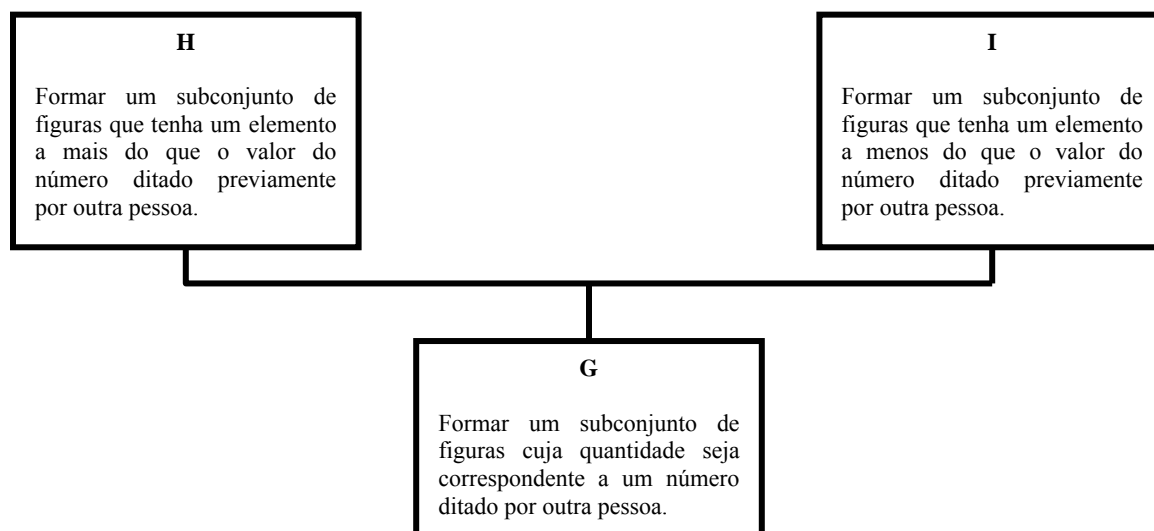 H
Formar um subconjunto de
figuras que tenha um elemento
a mais do que o valor do
número ditado previamente
por outra pessoa.
I
Formar um subconjunto de
figuras que tenha um elemento
a menos do que o valor do
número ditado previamente
por outra pessoa.
G
Formar um subconjunto de
figuras cuja quantidade seja
correspondente a um número
ditado por outra pessoa.